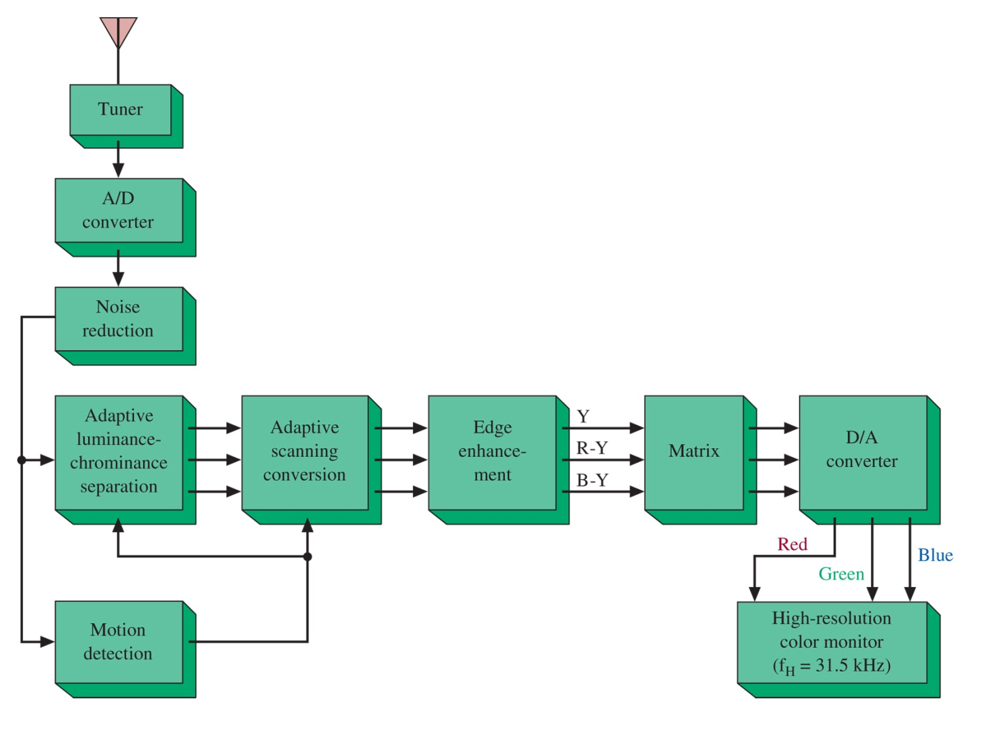 Tuner
A/D
converter
Noise
reduction
Adaptive
luminance-
chrominance
separation
Adaptive
scanning
conversion
Edge
enhance-
ment
Y
R-Y
B-Y
Matrix
D/A
converter
Red
Green
Blue
Motion
detection
High-resolution
color monitor
(fH = 31.5 kHz)